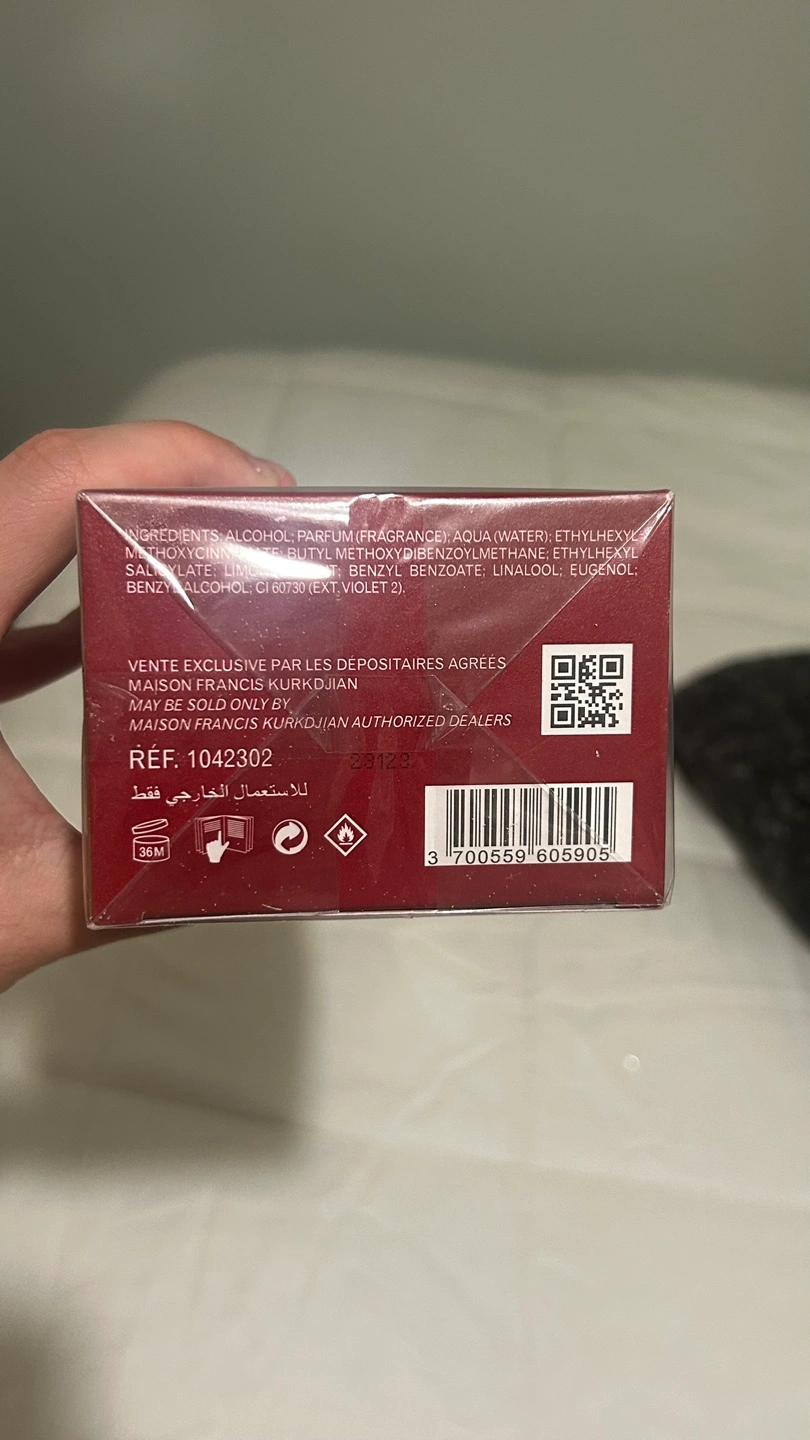 INGREDIENTS: ALCOHOL; PARFUM (FRAGRANCE); AQUA (WATER); ETHYLHEXYL-
BUTYL METHOXYDIBENZOYLMETHANE; ETHYLHEXYL
BENZYL BENZOATE; LINALOOL; EUGENOL;
BENZYL ALCOHOL; CI 60730 (EXT. VIOLET 2).
VENTE EXCLUSIVE PAR LES DÉPOSITAIRES AGRÉÉS
MAISON FRANCIS KURKDJIAN
MAY BE SOLD ONLY BY
MAISON FRANCIS KURKDJIAN AUTHORIZED DEALERS
RÉF. 1042302
23123
للاستعمال الخارجي فقط
36M
3 700559 605905